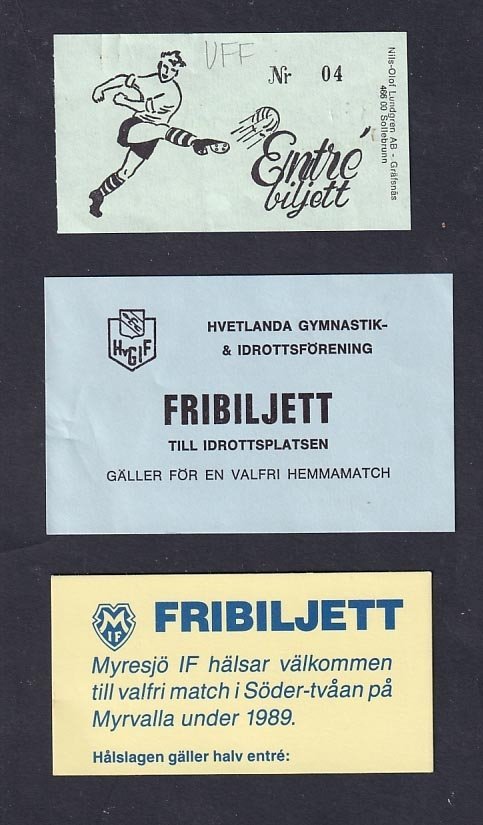 VFF
Nr 04
Nils-Olof Lundgren AB - Gräfsnäs
466 00 Sollebrunn
Entré
biljett
HvGIF
HVETLANDA GYMNASTIK-
& IDROTTSFÖRENING
FRIBILJETT
TILL IDROTTSPLATSEN
GÄLLER FÖR EN VALFRI HEMMAMATCH
M
IF
FRIBILJETT
Myresjö IF hälsar välkommen
till valfri match i Söder-tvåan på
Myrvalla under 1989.
Hålslagen gäller halv entré: